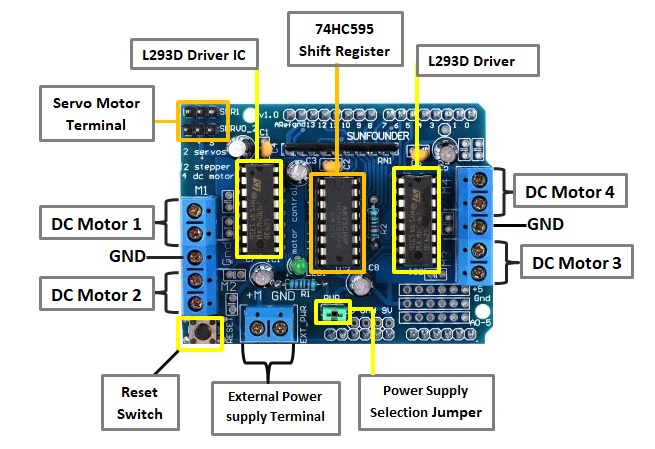 74HC595
Shift Register
L293D Driver IC
L293D Driver
Servo Motor
Terminal
SER1
SERVO_2
v1.0
ARefgnd13 12 11 10 9 8 7 6 5 4 3 2 1 0
SUNFOUNDER
C1
C3
C2
RN1
2 servos
+
2 stepper
4 dc motor
M1
M4
DC Motor 1
DC Motor 4
GND
GND
motor control
R2
DC Motor 2
DC Motor 3
M2
C8
+M GND
R1
PWR
9V
+5
Gnd
A0-5
RESET
EXT_PWR
Reset
Switch
External Power
supply Terminal
Power Supply
Selection Jumper